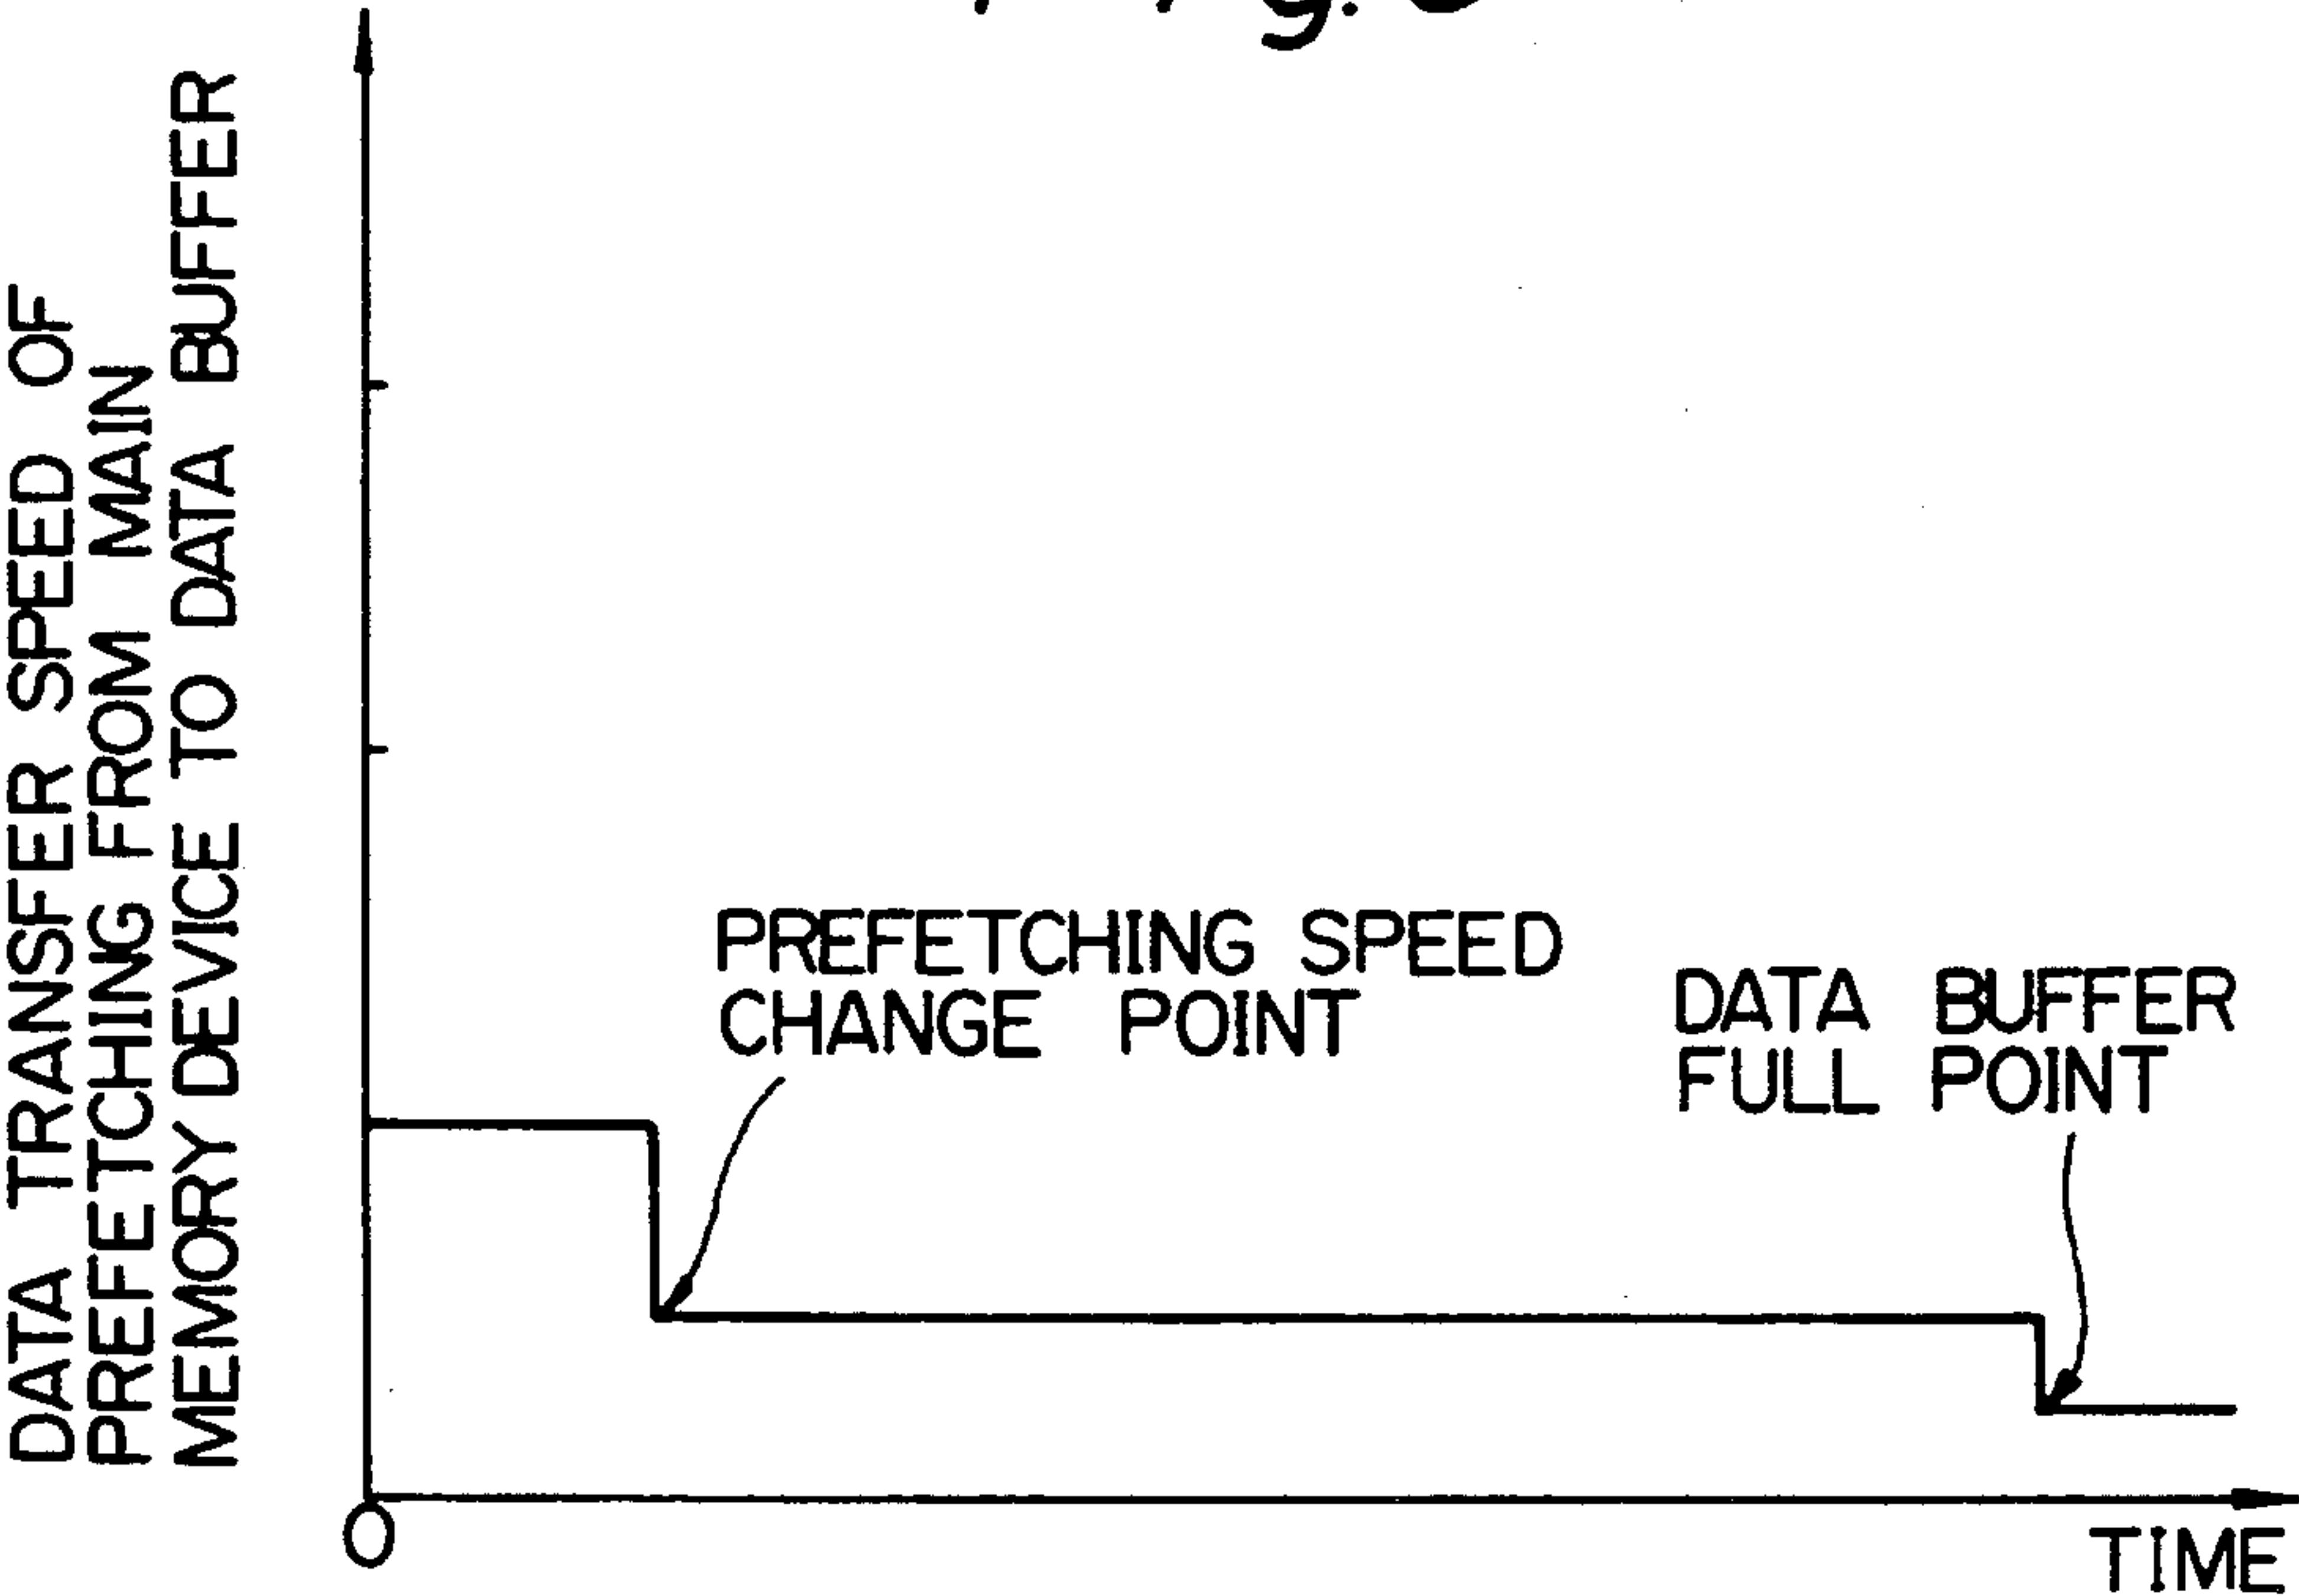 DATA TRANSFER SPEED OF
PREFETCHING FROM MAIN
MEMORY DEVICE TO DATA BUFFER
PREFETCHING SPEED
CHANGE POINT
DATA BUFFER
FULL POINT
O
TIME